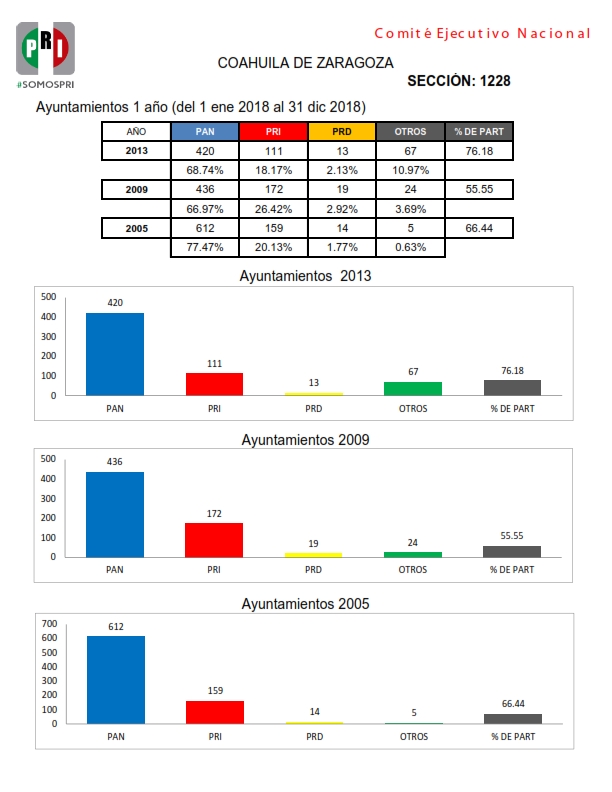 PRI
#SOMOSPRI
Comité Ejecutivo Nacional
COAHUILA DE ZARAGOZA
SECCIÓN: 1228
Ayuntamientos 1 año (del 1 ene 2018 al 31 dic 2018)
AÑO PAN PRI PRD OTROS % DE PART
2013 420 111 13 67 76.18
68.74% 18.17% 2.13% 10.97%
2009 436 172 19 24 55.55
66.97% 26.42% 2.92% 3.69%
2005 612 159 14 5 66.44
77.47% 20.13% 1.77% 0.63%
Ayuntamientos 2013
500
400
300
200
100
0
420 111 13 67 76.18
PAN PRI PRD OTROS % DE PART
Ayuntamientos 2009
500
400
300
200
100
0
436 172 19 24 55.55
PAN PRI PRD OTROS % DE PART
Ayuntamientos 2005
700
600
500
400
300
200
100
0
612 159 14 5 66.44
PAN PRI PRD OTROS % DE PART